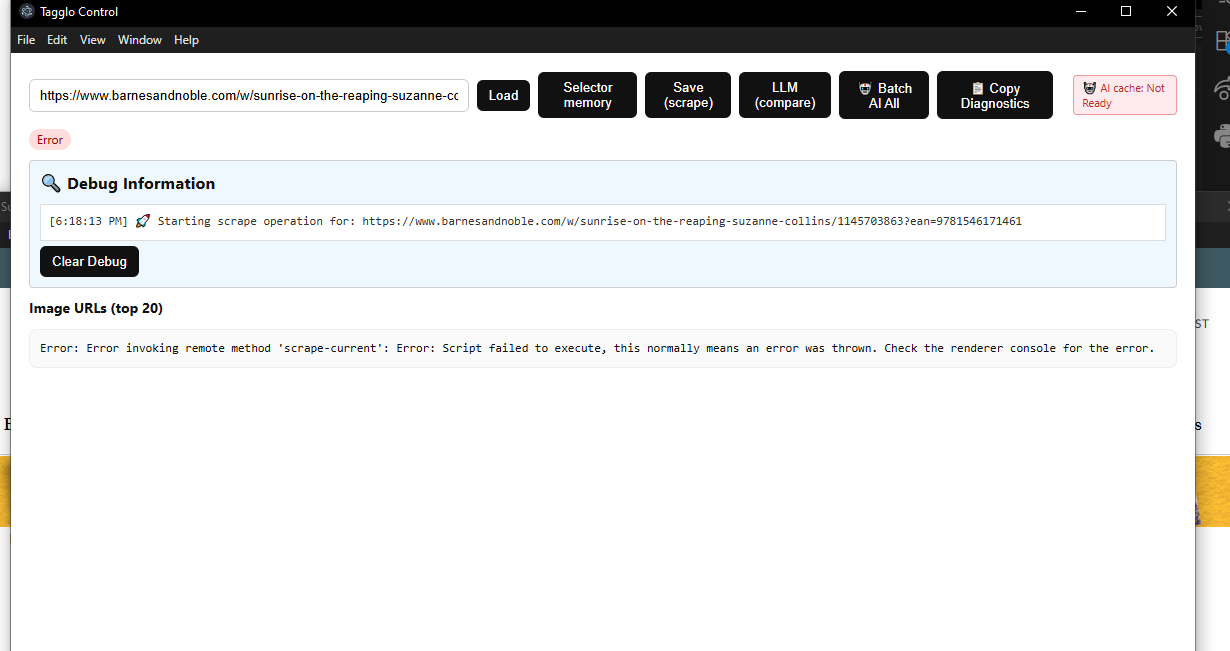 Tagglo Control
File Edit View Window Help
https://www.barnesandnoble.com/w/sunrise-on-the-reaping-suzanne-co
Load
Selector
memory
Save
(scrape)
LLM
(compare)
Batch
AI All
Copy
Diagnostics
AI cache: Not
Ready
Error
Debug Information
[6:18:13 PM] 🚀 Starting scrape operation for: https://www.barnesandnoble.com/w/sunrise-on-the-reaping-suzanne-collins/1145703863?ean=9781546171461
Clear Debug
Image URLs (top 20)
Error: Error invoking remote method 'scrape-current': Error: Script failed to execute, this normally means an error was thrown. Check the renderer console for the error.
ST
s